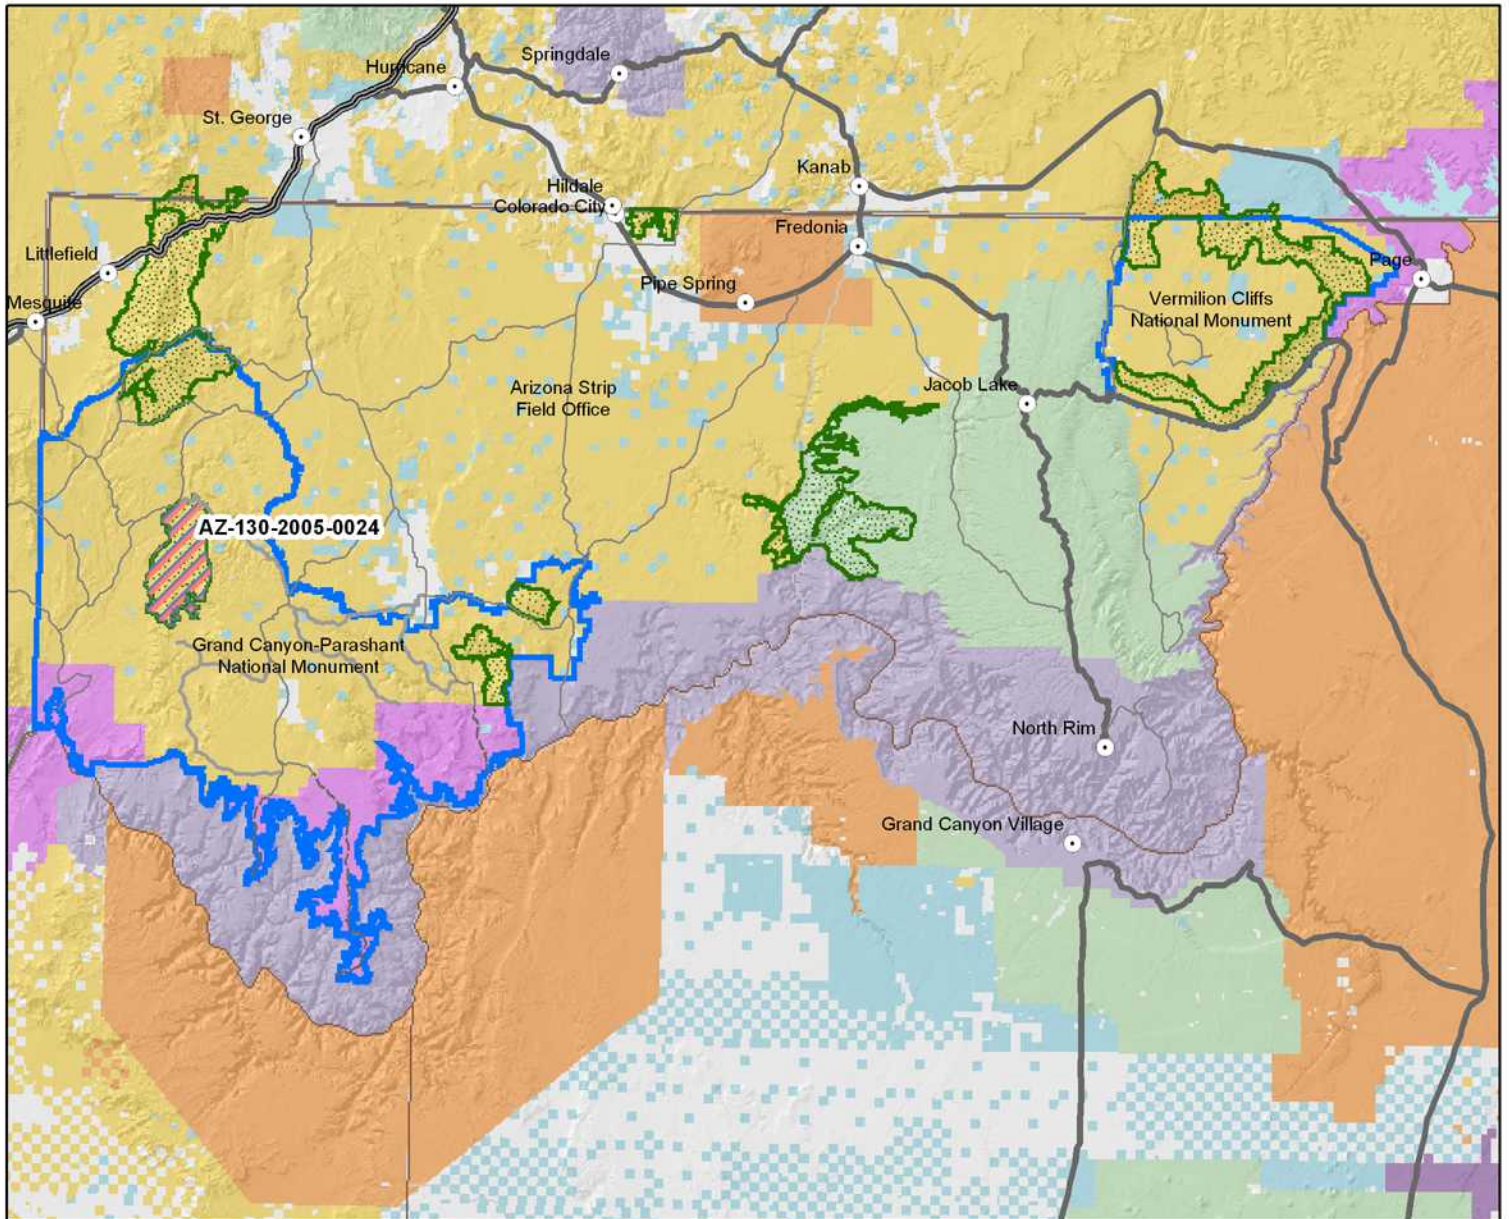 Springdale
Hurricane
St. George
Kanab
Hildale
Colorado City
Fredonia
Littlefield
Page
Pipe Spring
Mesquite
Vermilion Cliffs
National Monument
Arizona Strip
Field Office
Jacob Lake
AZ-130-2005-0024
Grand Canyon-Parashant
National Monument
North Rim
Grand Canyon Village